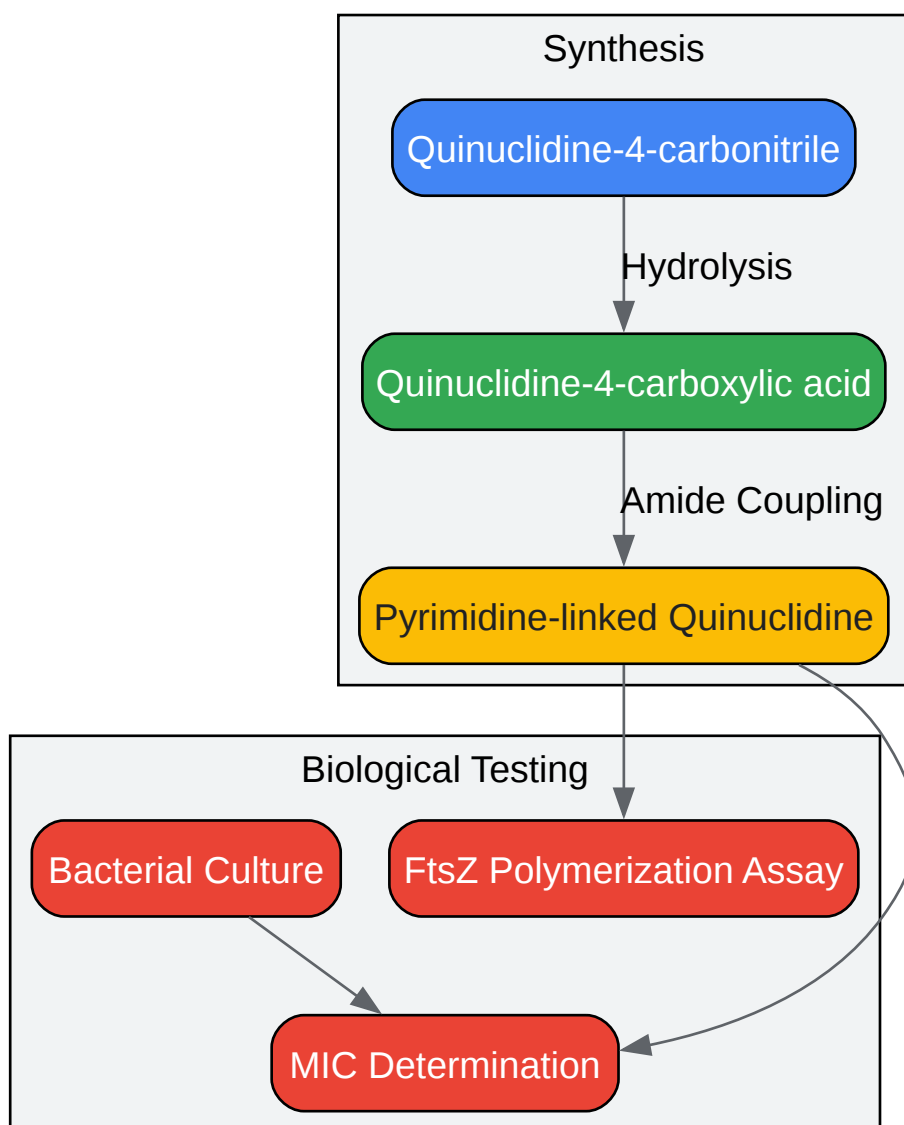 Synthesis
Quinuclidine-4-carbonitrile
Hydrolysis
Quinuclidine-4-carboxylic acid
Amide Coupling
Pyrimidine-linked Quinuclidine
Biological Testing
Bacterial Culture
FtsZ Polymerization Assay
MIC Determination